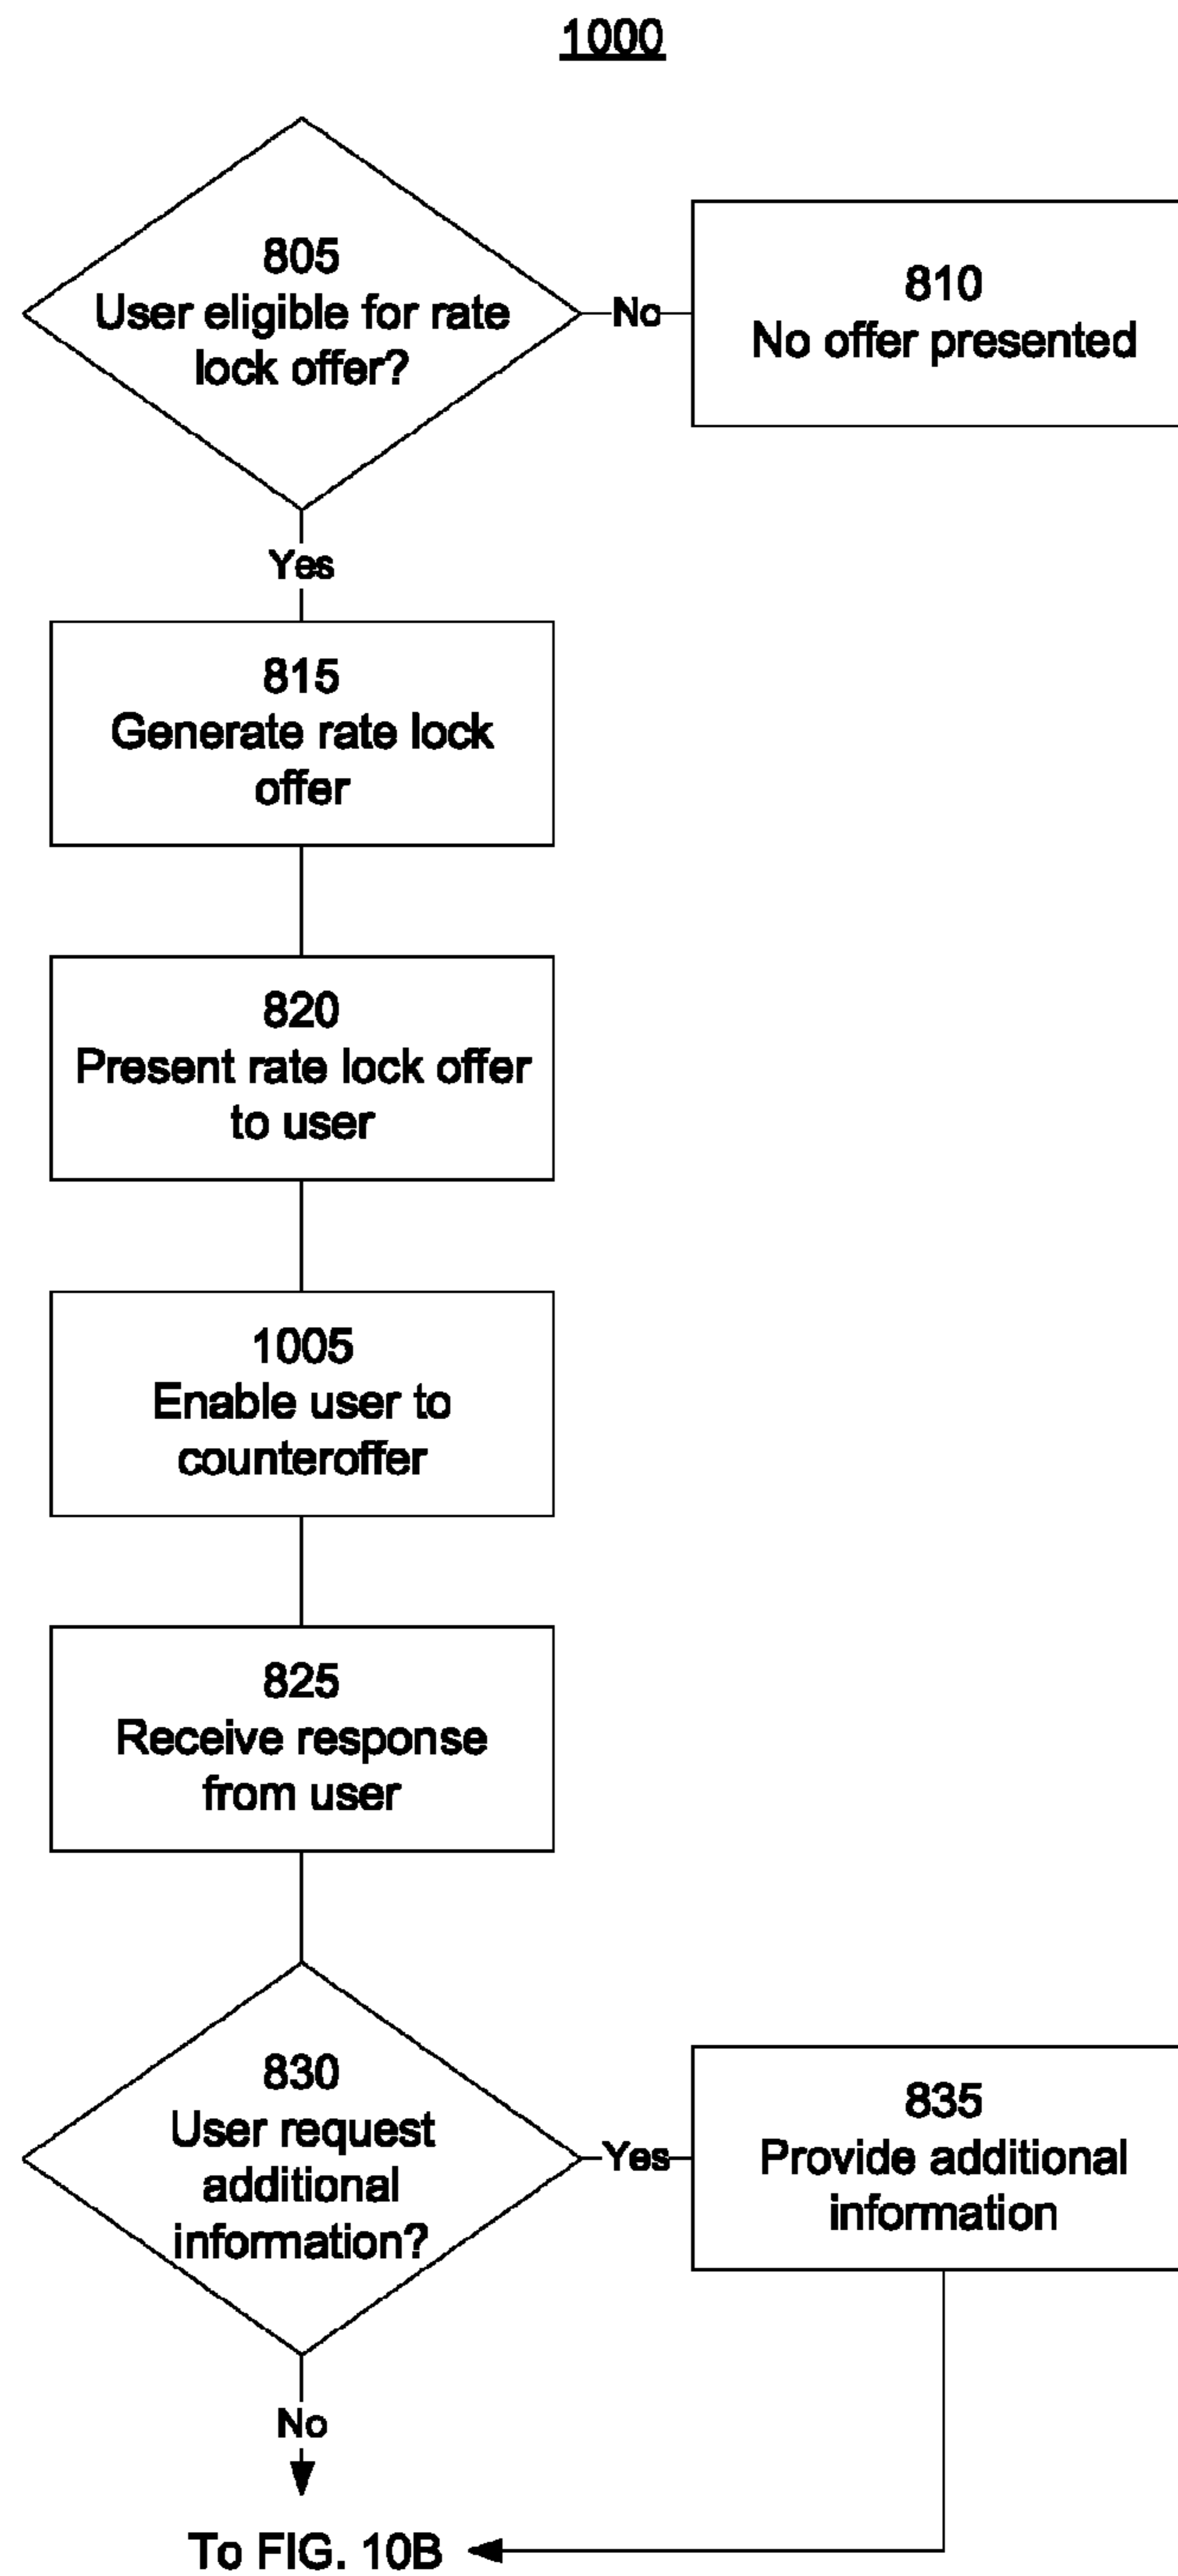 1000
805
User eligible for rate
lock offer?
No
810
No offer presented
Yes
815
Generate rate lock
offer
820
Present rate lock offer
to user
1005
Enable user to
counteroffer
825
Receive response
from user
830
User request
additional
information?
Yes
835
Provide additional
information
No
To FIG. 10B